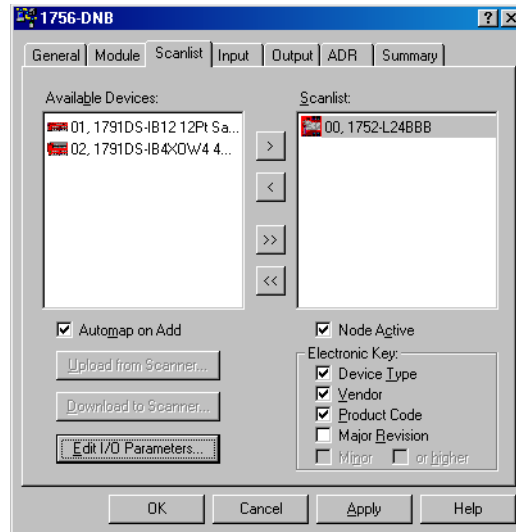 1756-DNB
General Module Scanlist Input Output ADR Summary
Available Devices:
Scanlist:
01, 1791DS-IB12 12Pt Sa...
02, 1791DS-IB4XOW4 4...
00, 1752-L24BBB
>
<
>>
<<
Automap on Add
Node Active
Upload from Scanner...
Download to Scanner...
Edit I/O Parameters...
Electronic Key:
Device Type
Vendor
Product Code
Major Revision
Minor or higher
OK Cancel Apply Help